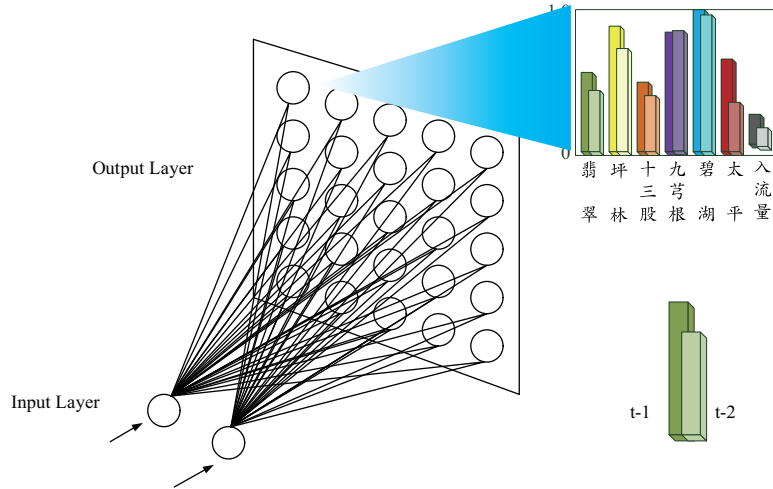 1.0
0
翡翠
坪林
十三股
九芎根
碧湖
太平
入流量
Output Layer
Input Layer
t-1
t-2